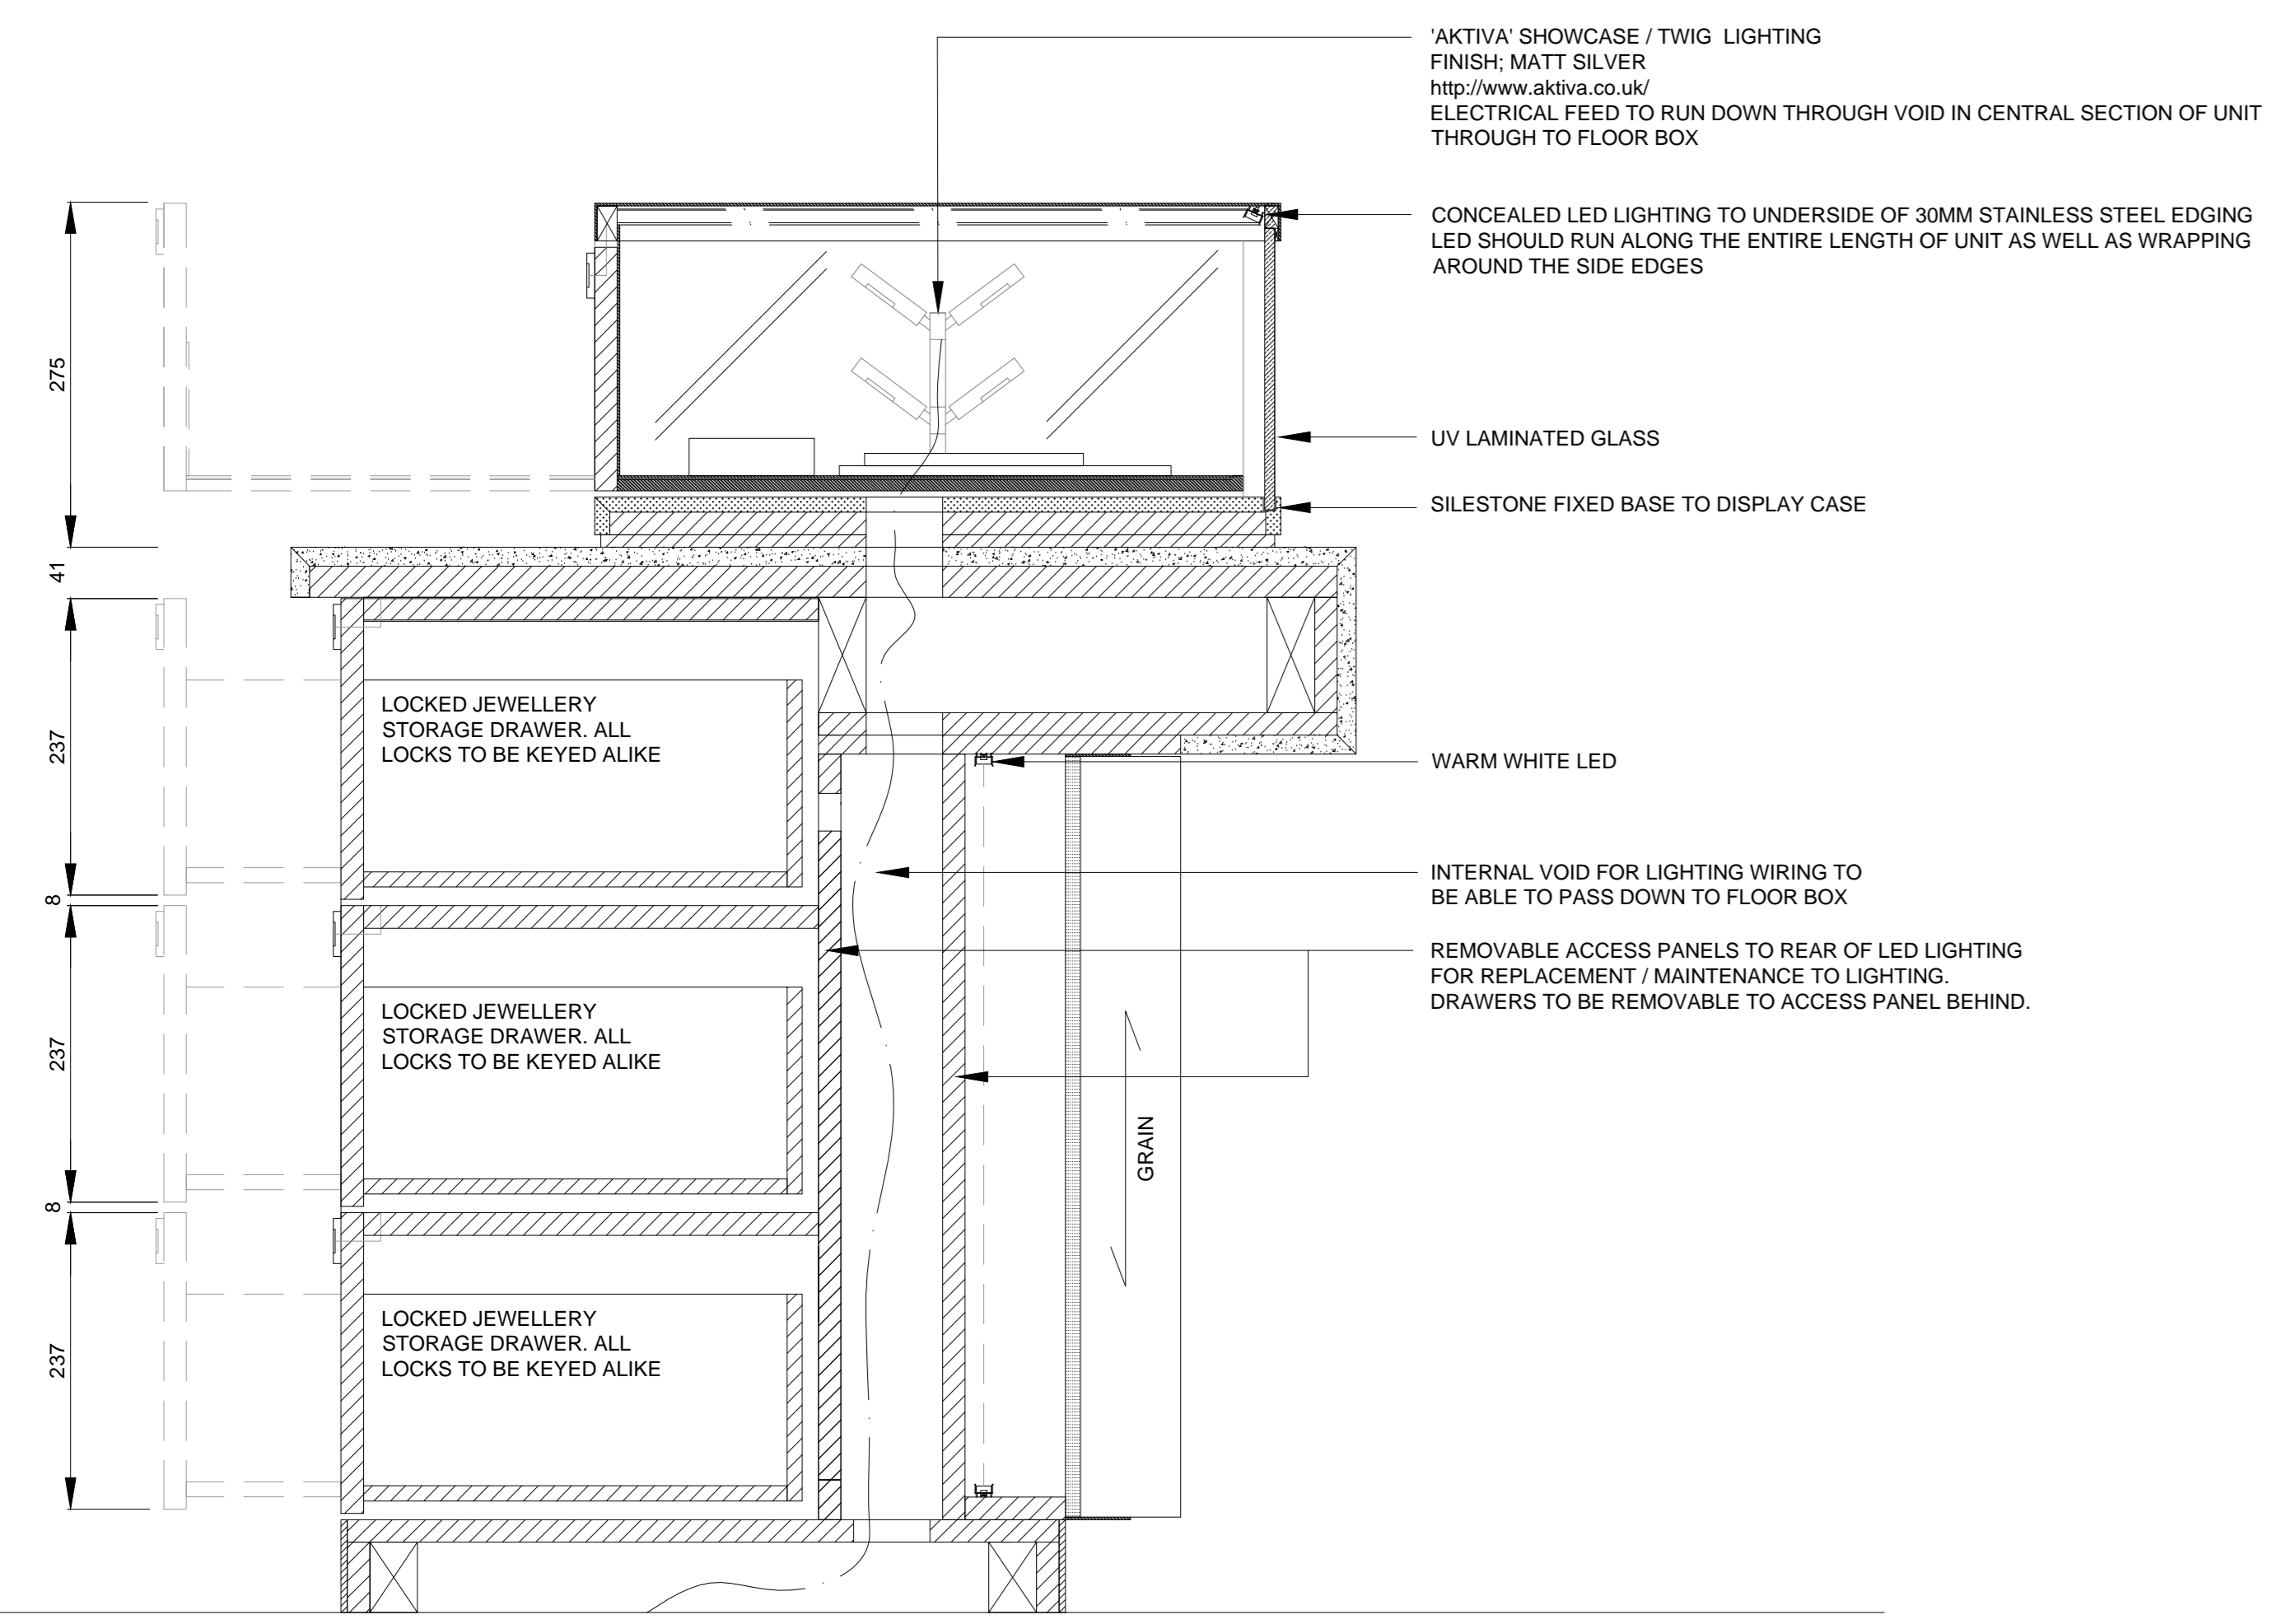 'AKTIVA' SHOWCASE / TWIG LIGHTING
FINISH; MATT SILVER
http://www.aktiva.co.uk/
ELECTRICAL FEED TO RUN DOWN THROUGH VOID IN CENTRAL SECTION OF UNIT
THROUGH TO FLOOR BOX
CONCEALED LED LIGHTING TO UNDERSIDE OF 30MM STAINLESS STEEL EDGING
LED SHOULD RUN ALONG THE ENTIRE LENGTH OF UNIT AS WELL AS WRAPPING
AROUND THE SIDE EDGES
275
UV LAMINATED GLASS
SILESTONE FIXED BASE TO DISPLAY CASE
41
LOCKED JEWELLERY
STORAGE DRAWER. ALL
LOCKS TO BE KEYED ALIKE
237
WARM WHITE LED
INTERNAL VOID FOR LIGHTING WIRING TO
BE ABLE TO PASS DOWN TO FLOOR BOX
8
REMOVABLE ACCESS PANELS TO REAR OF LED LIGHTING
FOR REPLACEMENT / MAINTENANCE TO LIGHTING.
DRAWERS TO BE REMOVABLE TO ACCESS PANEL BEHIND.
LOCKED JEWELLERY
STORAGE DRAWER. ALL
LOCKS TO BE KEYED ALIKE
237
GRAIN
8
LOCKED JEWELLERY
STORAGE DRAWER. ALL
LOCKS TO BE KEYED ALIKE
237